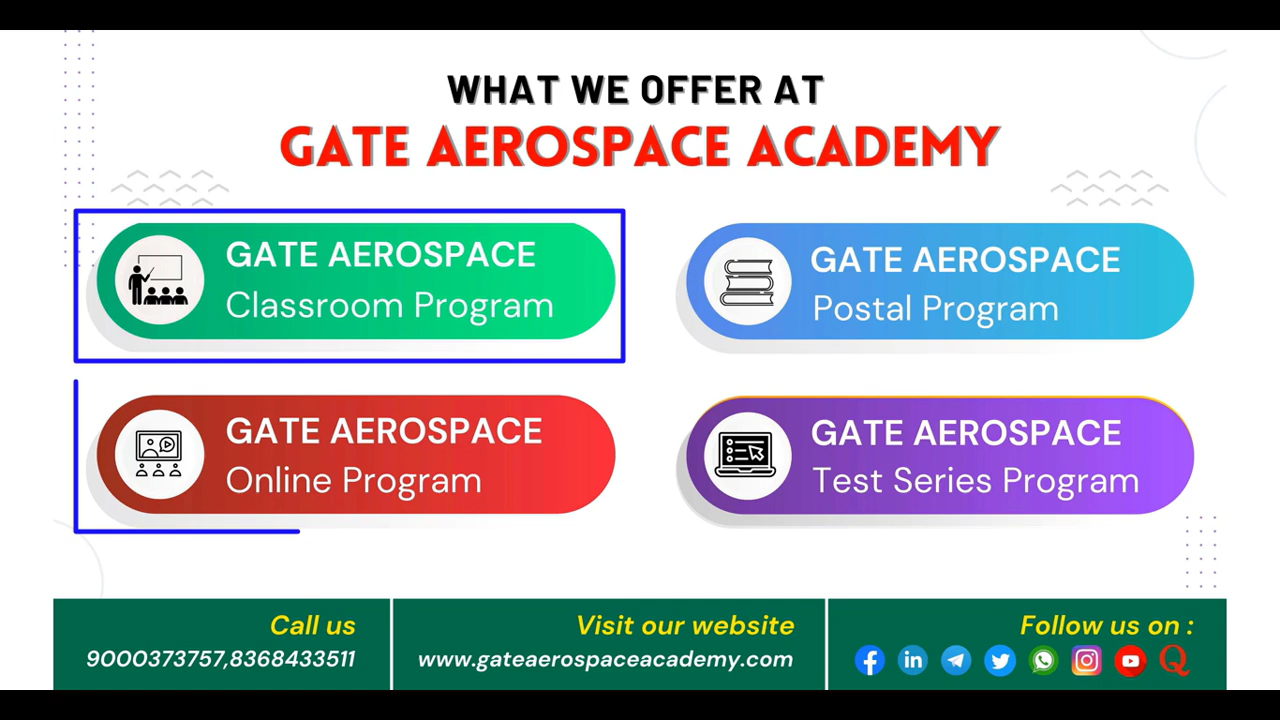 WHAT WE OFFER AT
GATE AEROSPACE ACADEMY
GATE AEROSPACE
Classroom Program
GATE AEROSPACE
Postal Program
GATE AEROSPACE
Online Program
GATE AEROSPACE
Test Series Program
Call us
9000373757,8368433511
Visit our website
www.gateaerospaceacademy.com
Follow us on :